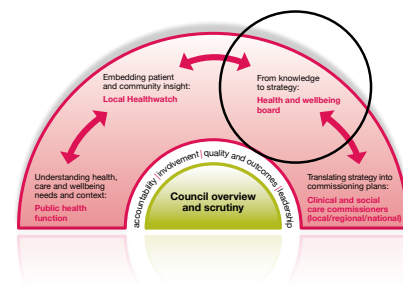 Embedding patient
and community insight:
Local Healthwatch
From knowledge
to strategy:
Health and wellbeing
board
Understanding health,
care and wellbeing
needs and context:
Public health
function
accountability | involvement | quality and outcomes | leadership
Council overview
and scrutiny
Translating strategy into
commissioning plans:
Clinical and social
care commissioners
(local/regional/national)